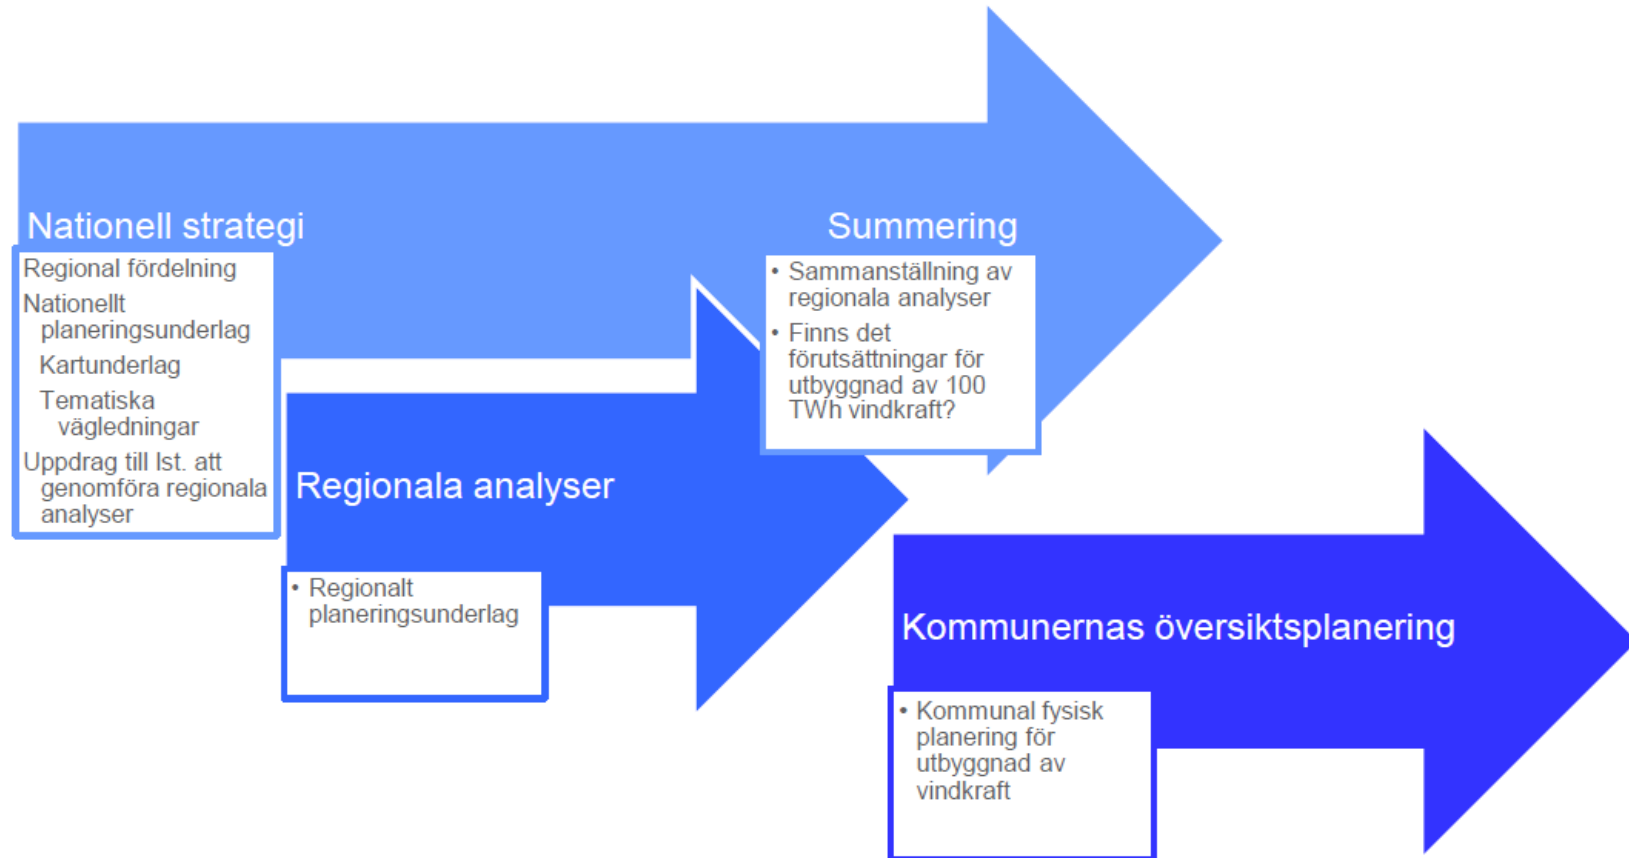 Nationell strategi
Regional fördelning
Nationellt
planeringsunderlag
Kartunderlag
Tematiska
vägledningar
Uppdrag till lst. att
genomföra regionala
analyser
Summering
• Sammanställning av
regionala analyser
• Finns det
förutsättningar för
utbyggnad av 100
TWh vindkraft?
Regionala analyser
• Regionalt
planeringsunderlag
Kommunernas översiktsplanering
• Kommunal fysisk
planering för
utbyggnad av
vindkraft